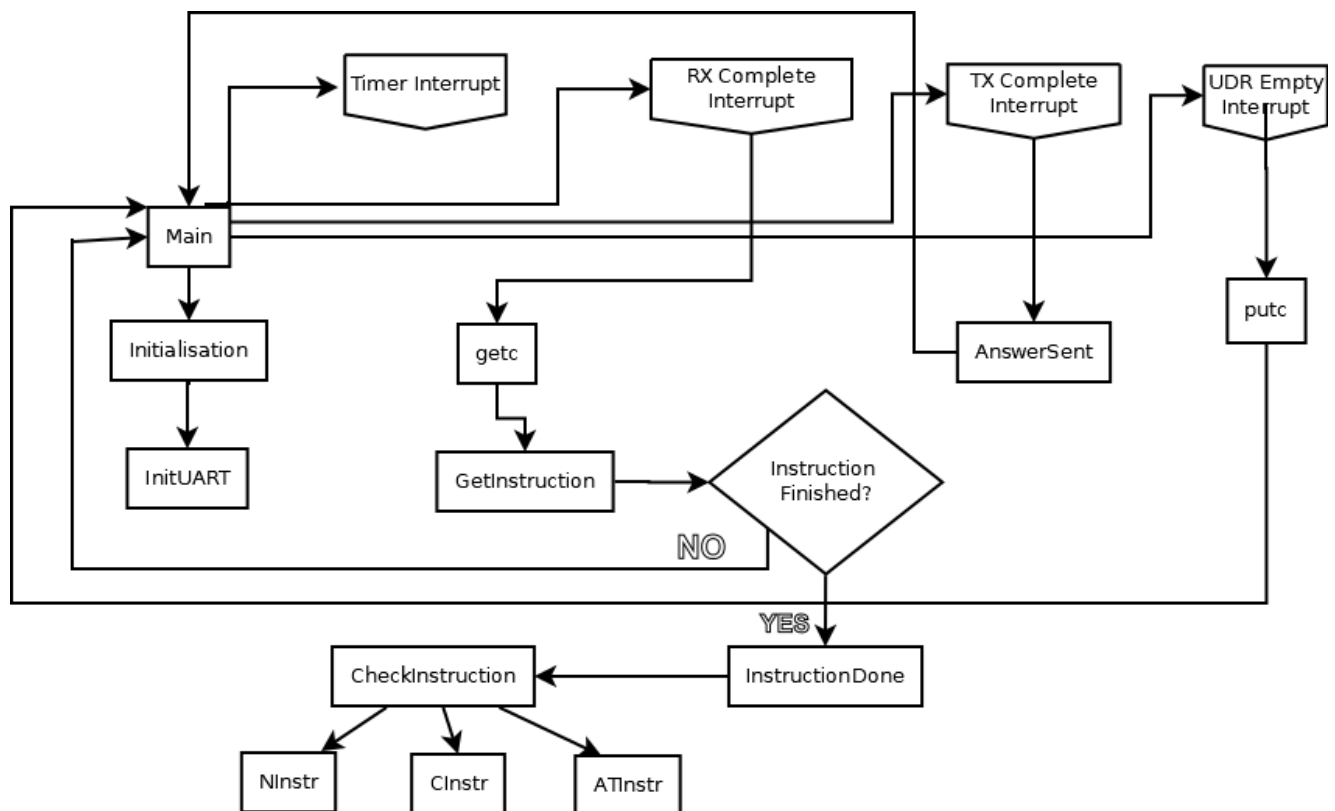 Timer Interrupt
RX Complete
Interrupt
TX Complete
Interrupt
UDR Empty
Interrupt
Main
Initialisation
InitUART
getc
GetInstruction
Instruction
Finished?
AnswerSent
putc
NO
YES
InstructionDone
CheckInstruction
NInstr
CInstr
ATInstr